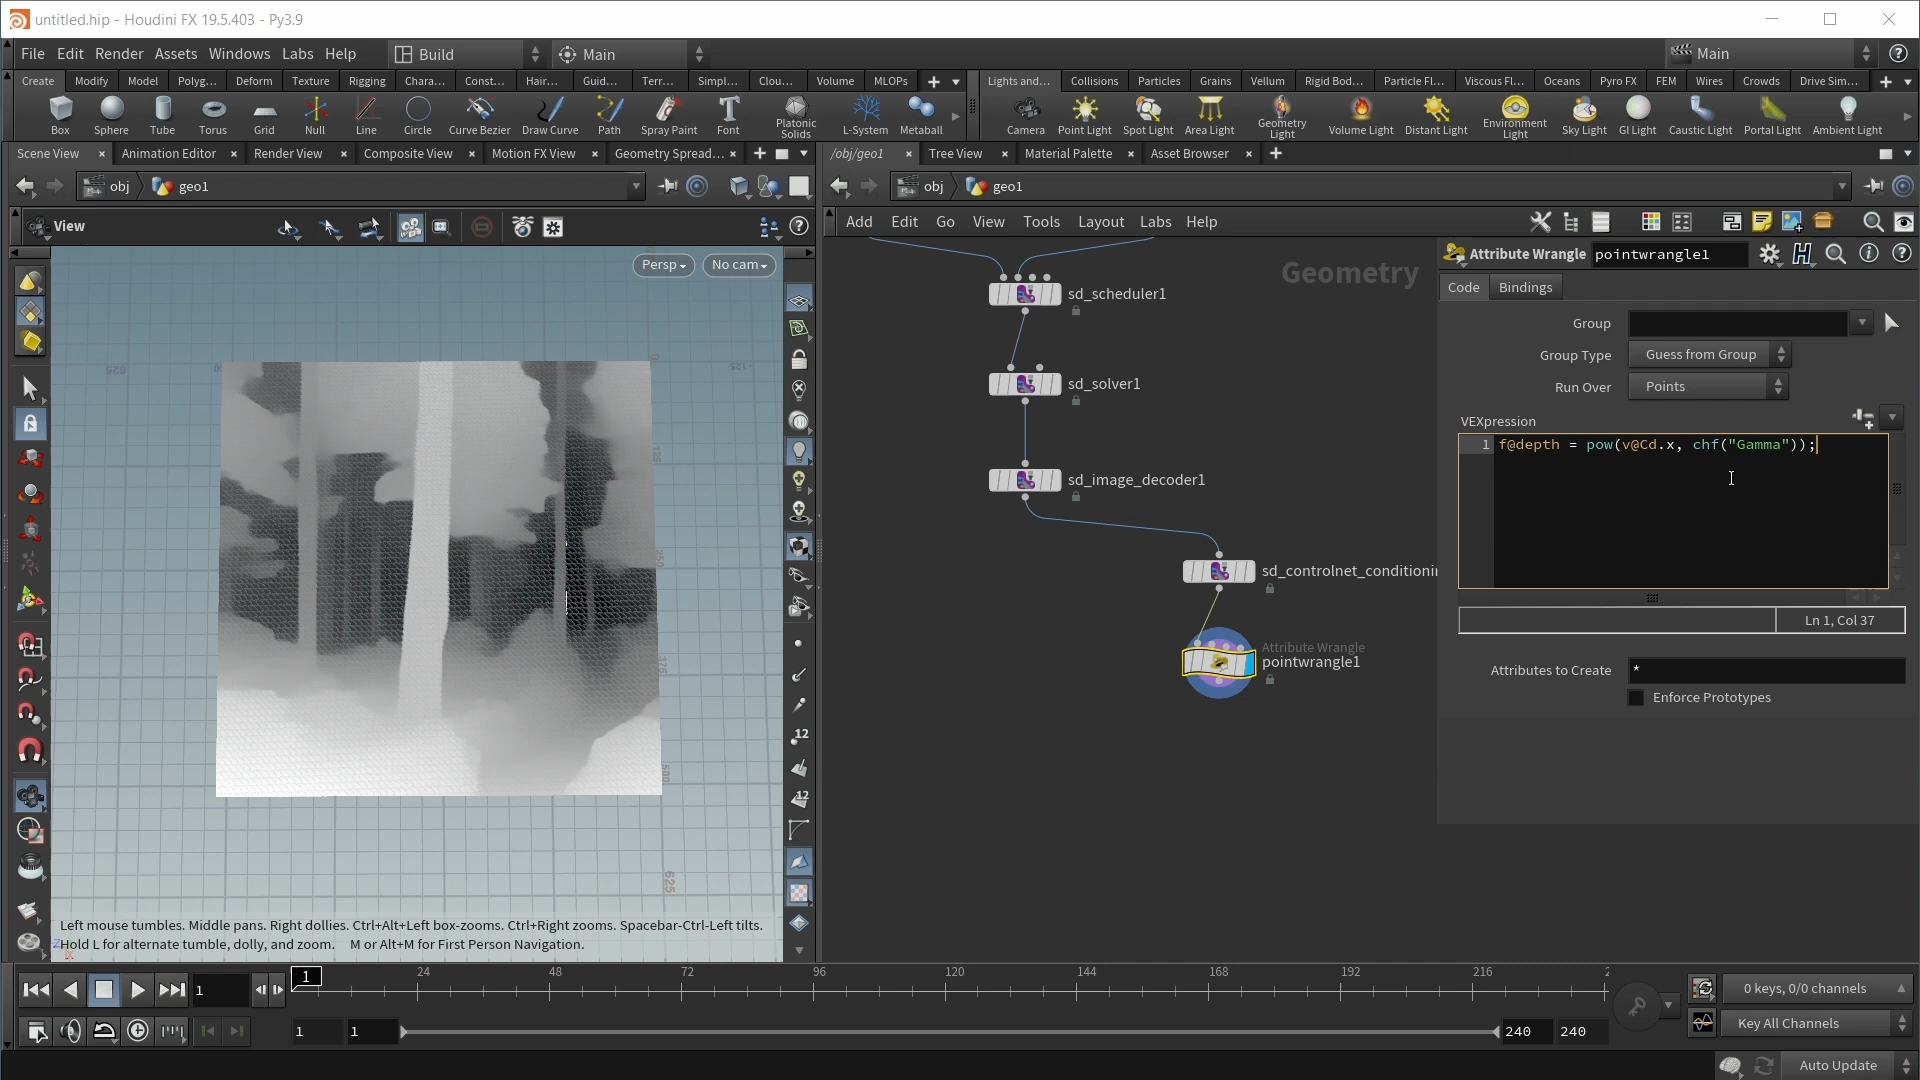 untitled.hip - Houdini FX 19.5.403 - Py3.9
File Edit Render Assets Windows Labs Help Build Main Main
Create Modify Model Polyg... Deform Texture Rigging Chara... Const... Hair... Guid... Terr... Simpl... Clou... Volume MLOPs
Lights and... Collisions Particles Grains Vellum Rigid Bod... Particle Fl... Viscous Fl... Oceans Pyro FX FEM Wires Crowds Drive Sim...
Box Sphere Tube Torus Grid Null Line Circle Curve Bezier Draw Curve Path Spray Paint Font Platonic Solids L-System Metaball
Camera Point Light Spot Light Area Light Geometry Light Volume Light Distant Light Environment Light Sky Light GI Light Caustic Light Portal Light Ambient Light
Scene View Animation Editor Render View Composite View Motion FX View Geometry Spread...
/obj/geo1 Tree View Material Palette Asset Browser
obj geo1
obj geo1
View
Add Edit Go View Tools Layout Labs Help
Persp No cam
Geometry
sd_scheduler1
sd_solver1
sd_image_decoder1
sd_controlnet_conditionin
Attribute Wrangle
pointwrangle1
Attribute Wrangle pointwrangle1
Code Bindings
Group
Group Type Guess from Group
Run Over Points
VEXpression
1 f@depth = pow(v@Cd.x, chf("Gamma"));
Ln 1, Col 37
Attributes to Create *
Enforce Prototypes
625
125
250
375
500
625
-125
12
12
Left mouse tumbles. Middle pans. Right dollies. Ctrl+Alt+Left box-zooms. Ctrl+Right zooms. Spacebar-Ctrl-Left tilts.
Hold L for alternate tumble, dolly, and zoom. M or Alt+M for First Person Navigation.
1 1 24 48 72 96 120 144 168 192 216 2
0 keys, 0/0 channels
1 1 240 240
Key All Channels
Auto Update